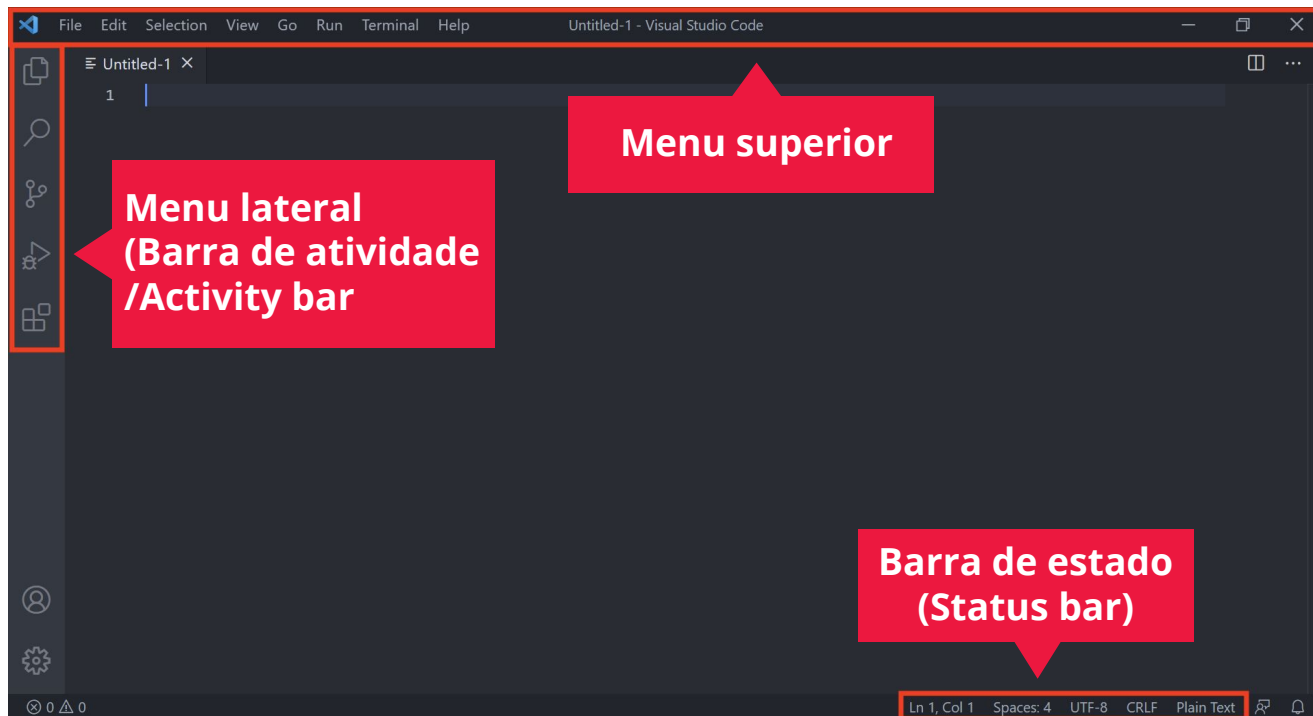 File Edit Selection View Go Run Terminal Help Untitled-1 - Visual Studio Code
Untitled-1
1
Menu superior
Menu lateral
(Barra de atividade
/Activity bar
Barra de estado
(Status bar)
0 0 Ln 1, Col 1 Spaces: 4 UTF-8 CRLF Plain Text